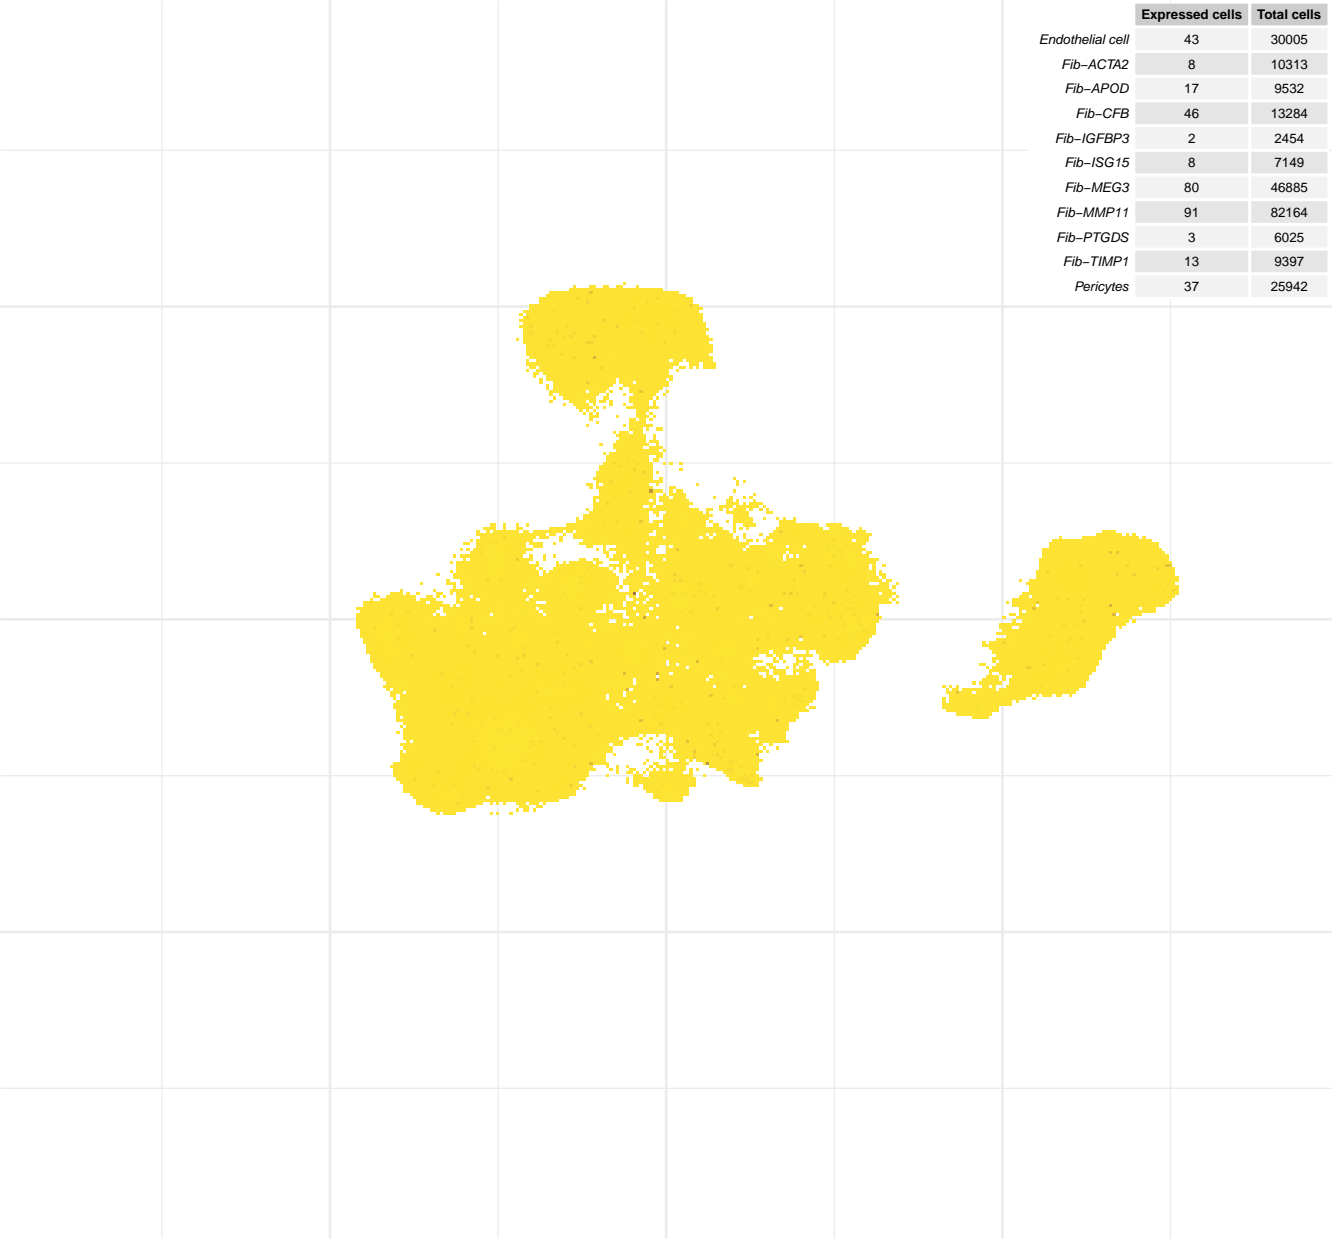 Expressed cells Total cells
Endothelial cell 43 30005
Fib−ACTA2 8 10313
Fib−APOD 17 9532
Fib−CFB 46 13284
Fib−IGFBP3 2 2454
Fib−ISG15 8 7149
Fib−MEG3 80 46885
Fib−MMP11 91 82164
Fib−PTGDS 3 6025
Fib−TIMP1 13 9397
Pericytes 37 25942